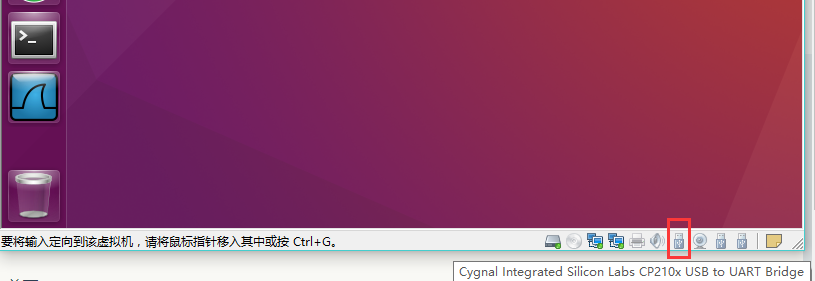 >_
要将输入定向到该虚拟机，请将鼠标指针移入其中或按 Ctrl+G。
Cygnal Integrated Silicon Labs CP210x USB to UART Bridge